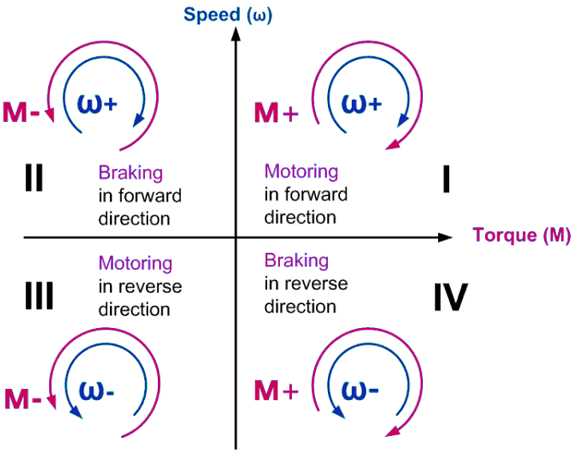 Speed (ω)
M-
ω+
M+
ω+
II
Braking
in forward
direction
Motoring
in forward
direction
I
Torque (M)
III
Motoring
in reverse
direction
Braking
in reverse
direction
IV
M-
ω-
M+
ω-